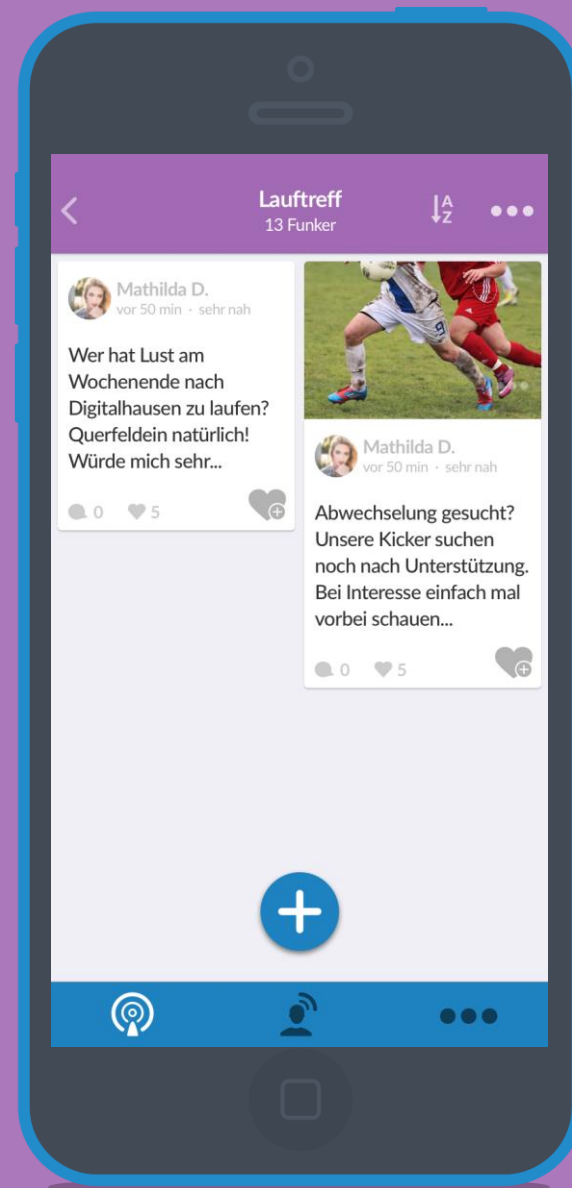 Lauftreff
13 Funker
A
Z
Mathilda D.
vor 50 min · sehr nah
Wer hat Lust am
Wochenende nach
Digitalhausen zu laufen?
Querfeldein natürlich!
Würde mich sehr...
0 5
9
Mathilda D.
vor 50 min · sehr nah
Abwechselung gesucht?
Unsere Kicker suchen
noch nach Unterstützung.
Bei Interesse einfach mal
vorbei schauen...
0 5